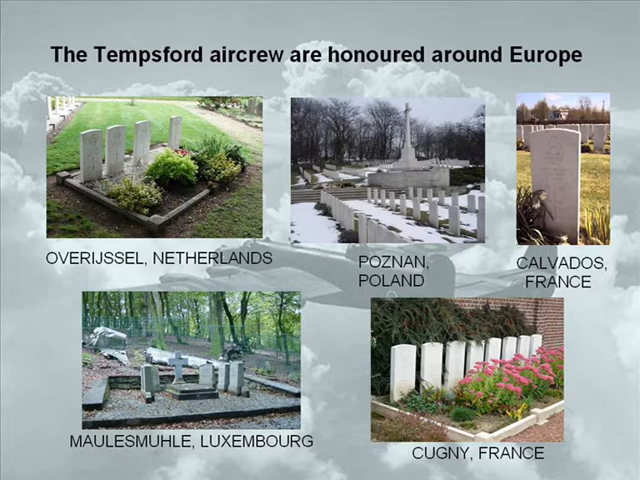 The Tempsford aircrew are honoured around Europe
OVERIJSSEL, NETHERLANDS
POZNAN,
POLAND
CALVADOS,
FRANCE
MAULESMUHLE, LUXEMBOURG
CUGNY, FRANCE